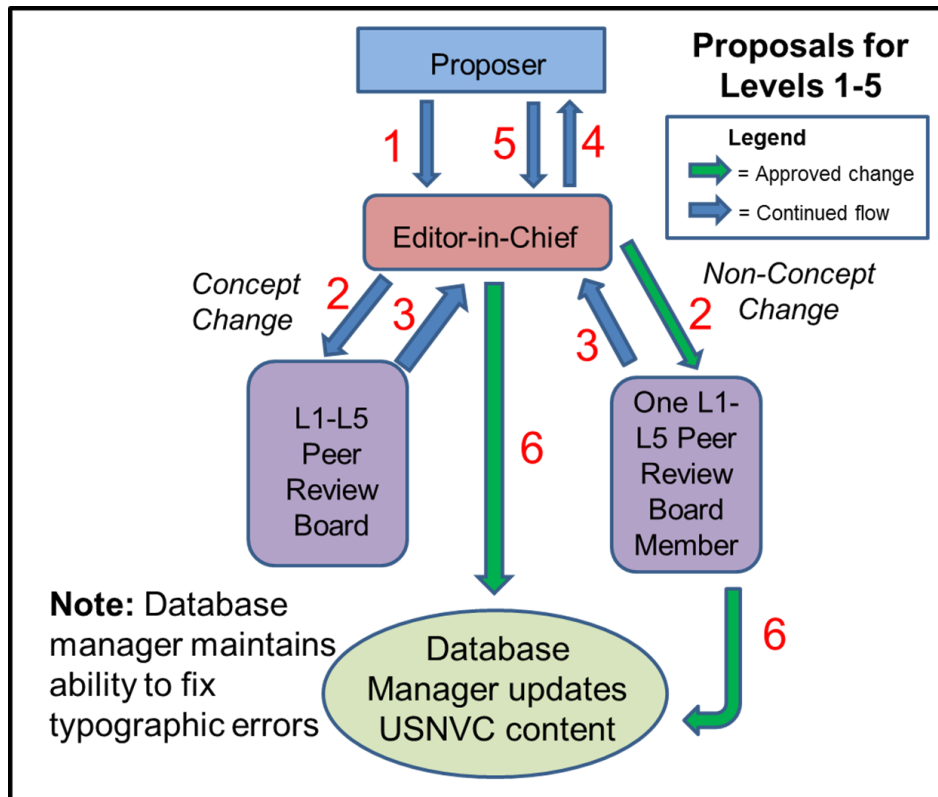 Proposals for
Levels 1-5
Legend
= Approved change
= Continued flow
Proposer
1
5
4
Editor-in-Chief
Concept
Change
2
3
Non-Concept
Change
2
3
L1-L5
Peer
Review
Board
6
One L1-
L5 Peer
Review
Board
Member
6
Note: Database
manager maintains
ability to fix
typographic errors
Database
Manager updates
USNVC content